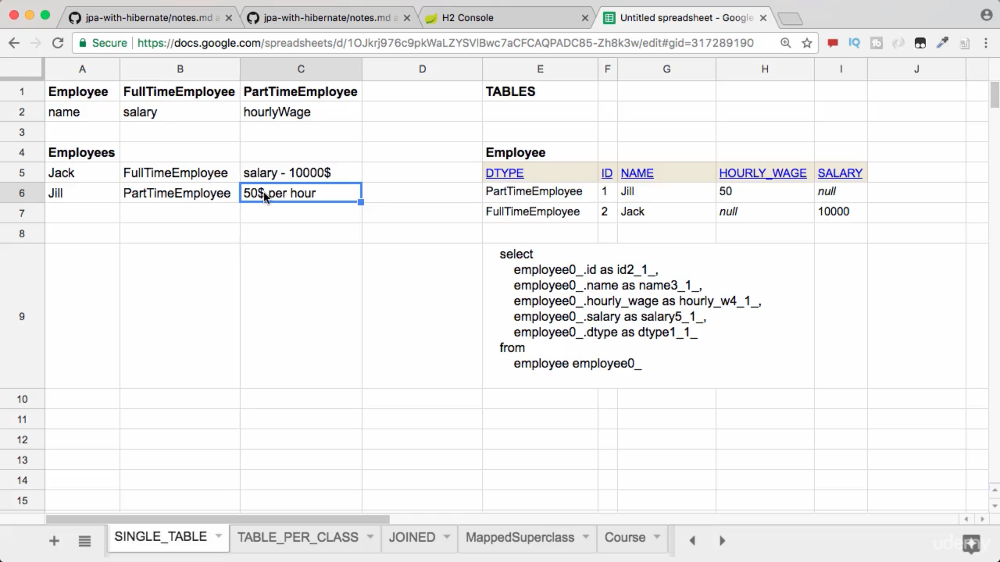 jpa-with-hibernate/notes.md a
jpa-with-hibernate/notes.md a
H2 Console
Untitled spreadsheet - Google
Secure https://docs.google.com/spreadsheets/d/1OJkrj976c9pkWaLZYSVlBwc7aCFCAQPADC85-Zh8k3w/edit#gid=317289190
IQ
A B C D E F G H I J
1 Employee FullTimeEmployee PartTimeEmployee TABLES
2 name salary hourlyWage
3
4 Employees Employee
5 Jack FullTimeEmployee salary - 10000$ DTYPE ID NAME HOURLY_WAGE SALARY
6 Jill PartTimeEmployee 50$ per hour PartTimeEmployee 1 Jill 50 null
7 FullTimeEmployee 2 Jack null 10000
8
select
employee0_.id as id2_1_,
employee0_.name as name3_1_,
employee0_.hourly_wage as hourly_w4_1_,
9 employee0_.salary as salary5_1_,
employee0_.dtype as dtype1_1_
from
employee employee0_
10
11
12
13
14
15
SINGLE_TABLE TABLE_PER_CLASS JOINED MappedSuperclass Course
udemy